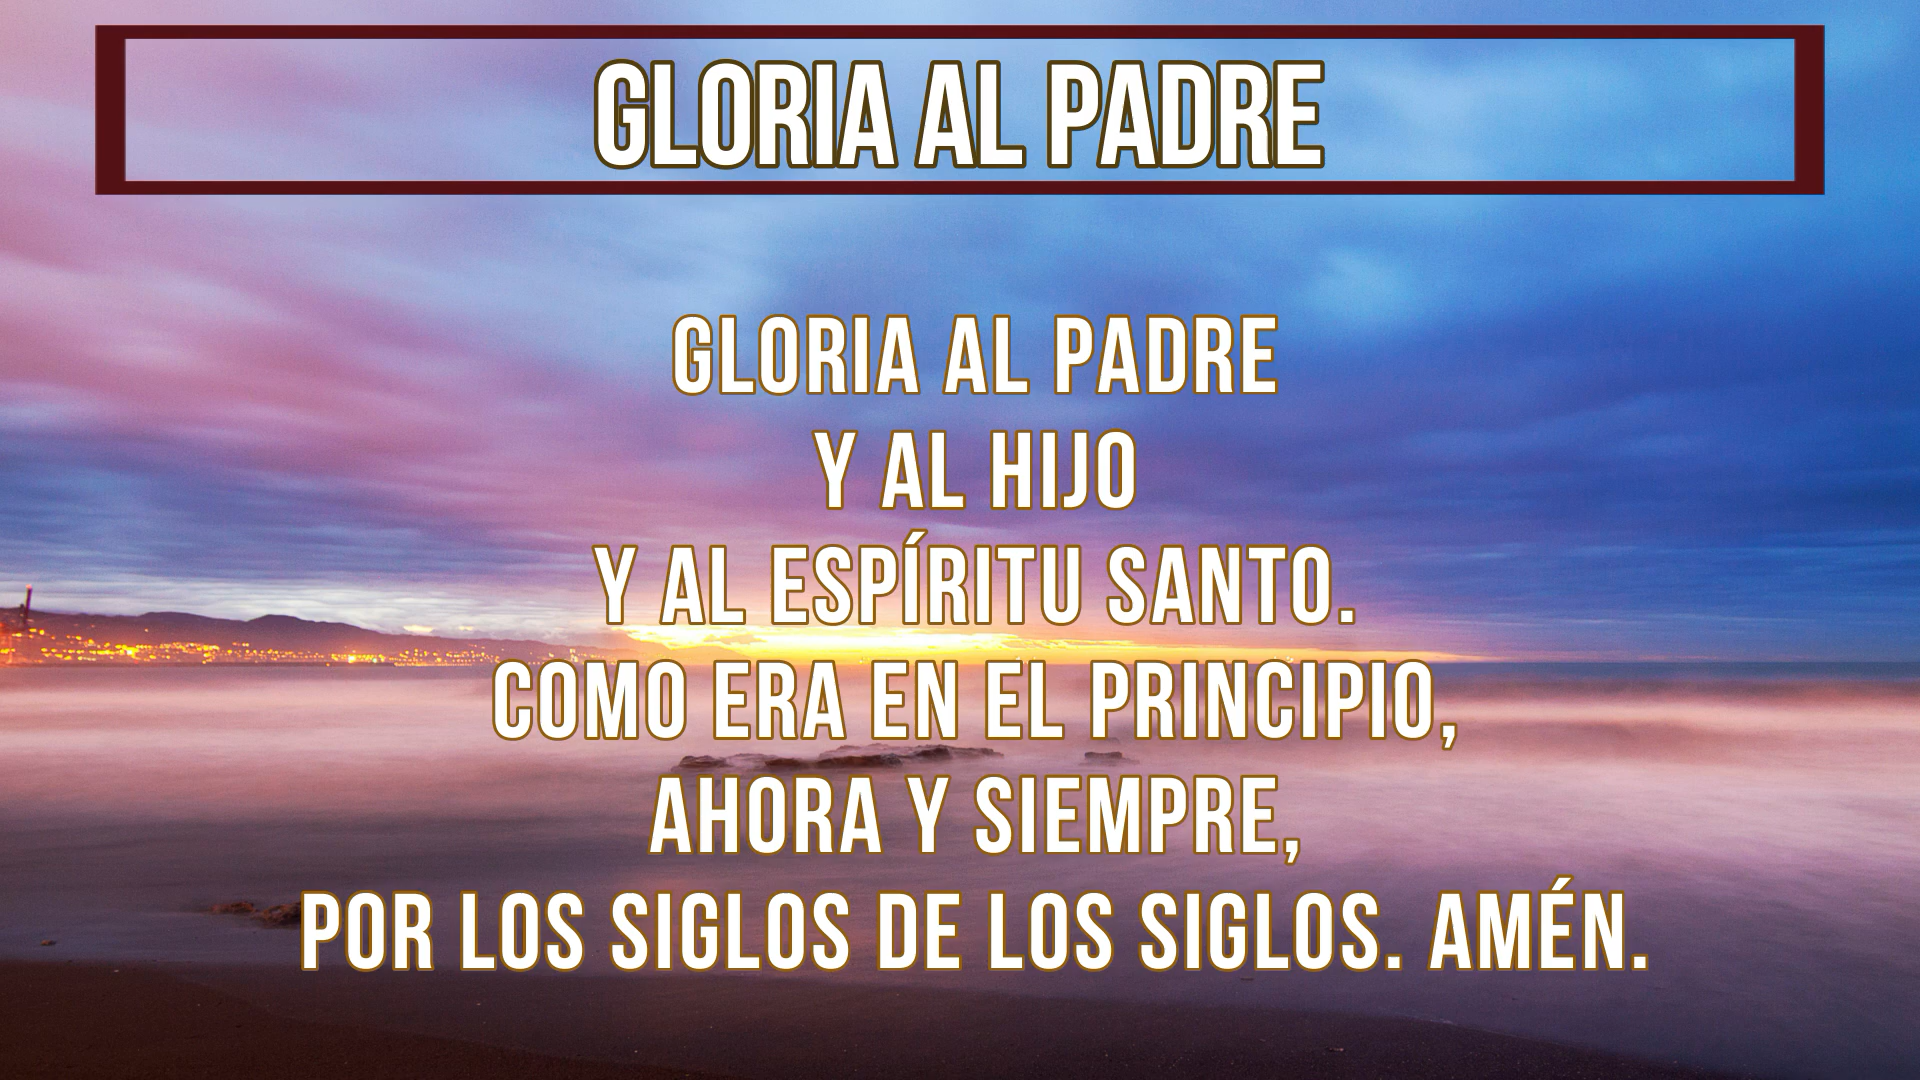 GLORIA AL PADRE
GLORIA AL PADRE
Y AL HIJO
Y AL ESPÍRITU SANTO.
COMO ERA EN EL PRINCIPIO,
AHORA Y SIEMPRE,
POR LOS SIGLOS DE LOS SIGLOS. AMÉN.